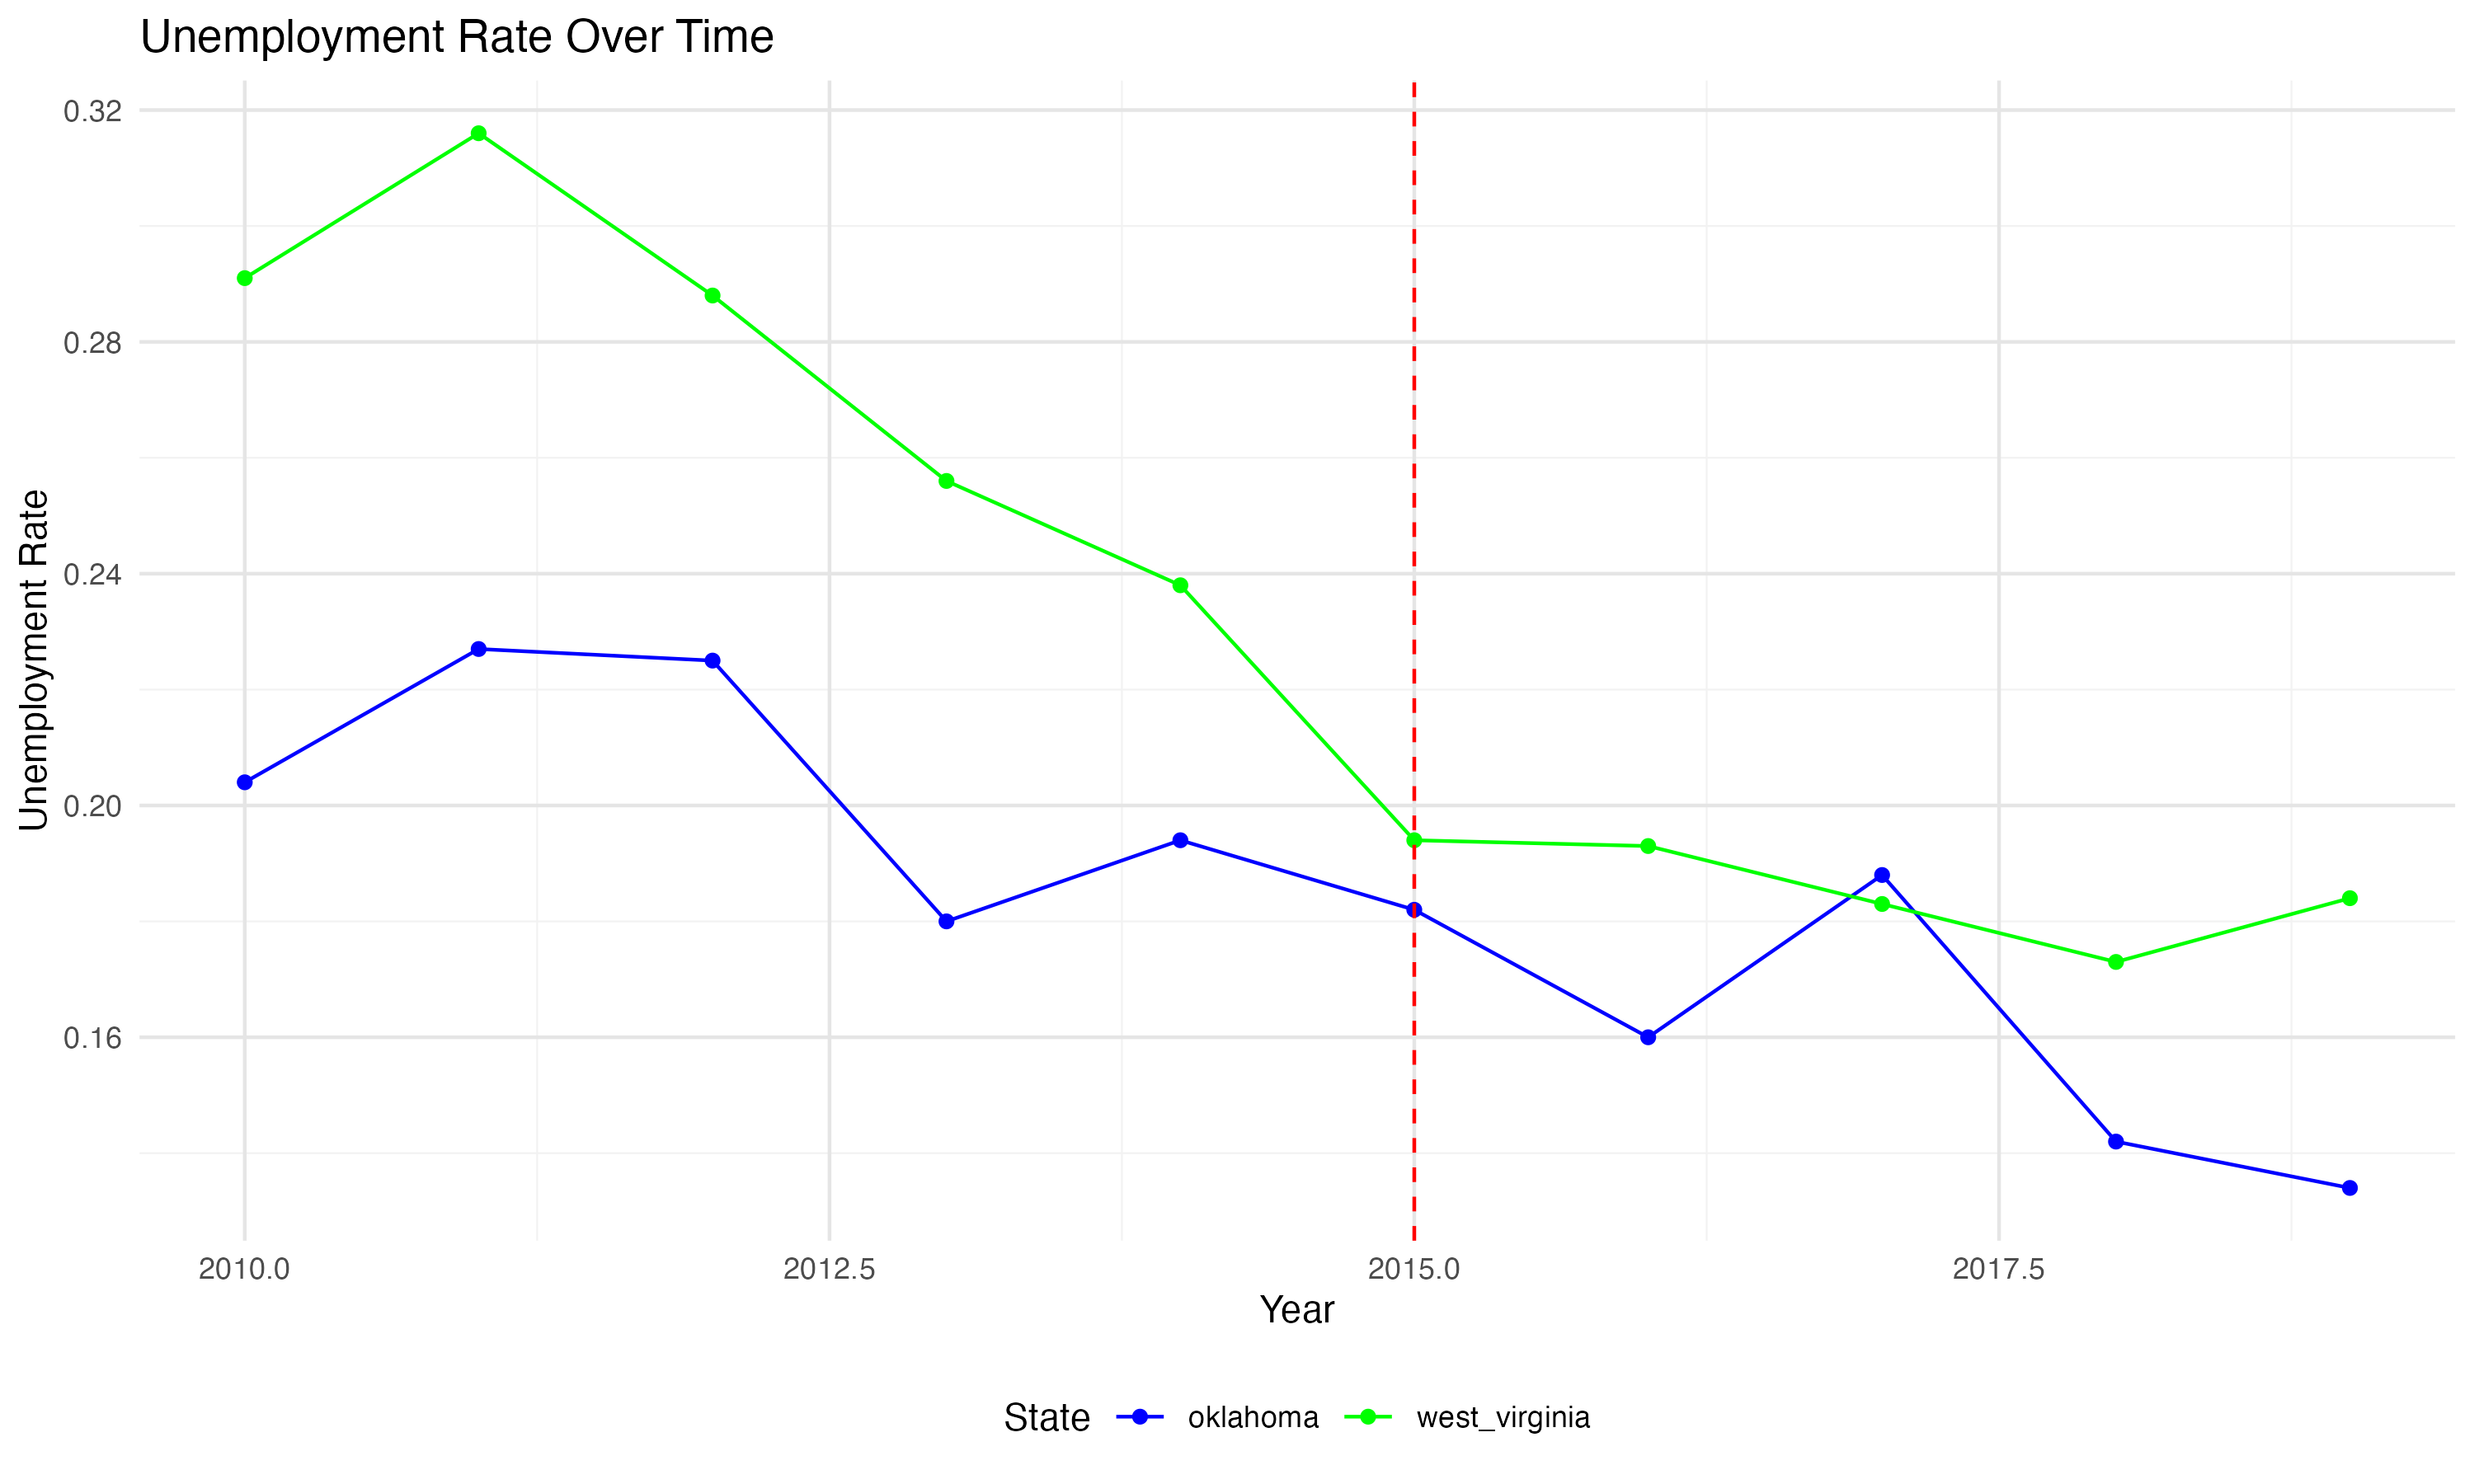 Unemployment Rate Over Time
Unemployment Rate
0.32
0.28
0.24
0.20
0.16
2010.0
2012.5
2015.0
2017.5
Year
State oklahoma west_virginia